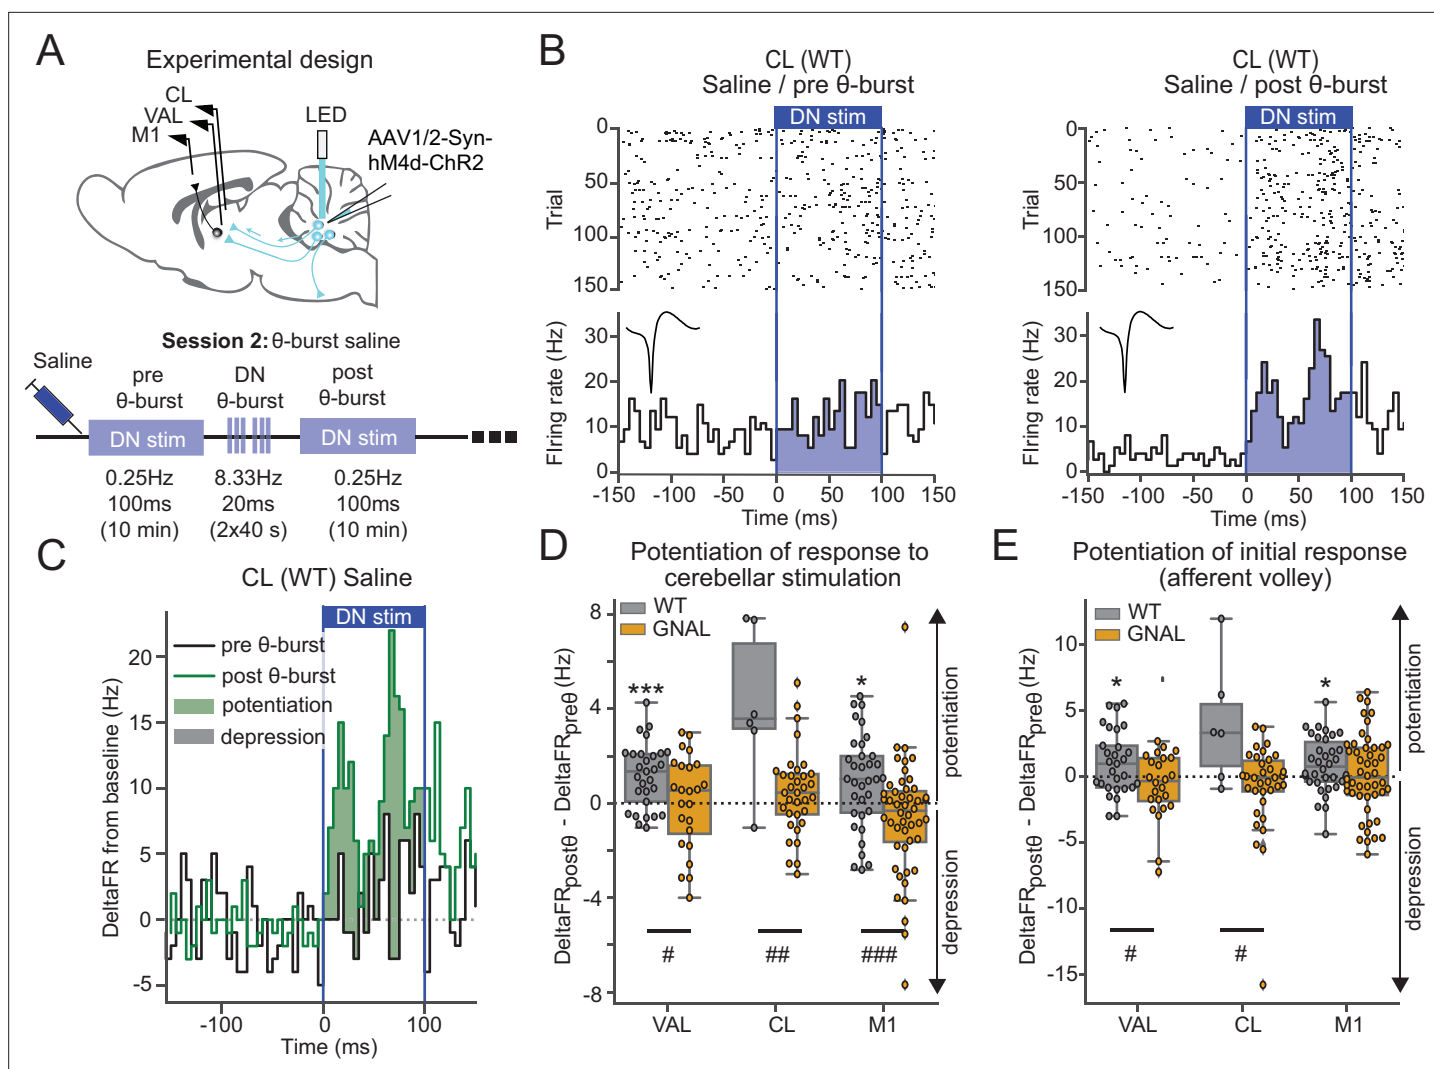 A
Experimental design
CL
VAL
M1
LED
AAV1/2-Syn-
hM4d-ChR2
Session 2: θ-burst saline
Saline
pre
θ-burst
DN
θ-burst
post
θ-burst
DN stim
DN stim
0.25Hz
100ms
(10 min)
8.33Hz
20ms
(2x40 s)
0.25Hz
100ms
(10 min)
B
CL (WT)
Saline / pre θ-burst
DN stim
Trial
0
50
100
150
FIring rate (Hz)
30
20
10
0
-150
-100
-50
0
50
100
150
Time (ms)
CL (WT)
Saline / post θ-burst
DN stim
Trial
0
50
100
150
FIring rate (Hz)
30
20
10
0
-150
-100
-50
0
50
100
150
Time (ms)
C
CL (WT) Saline
DN stim
pre θ-burst
post θ-burst
potentiation
depression
DeltaFR from baseline (Hz)
20
15
10
5
0
-5
-100
0
100
Time (ms)
D
Potentiation of response to
cerebellar stimulation
WT
GNAL
DeltaFRpostθ - DeltaFRpreθ (Hz)
8
4
0
-4
-8
***
*
#
##
###
VAL
CL
M1
potentiation
depression
E
Potentiation of initial response
(afferent volley)
WT
GNAL
DeltaFRpostθ - DeltaFRpreθ (Hz)
10
5
0
-5
-10
-15
*
*
#
#
VAL
CL
M1
potentiation
depression